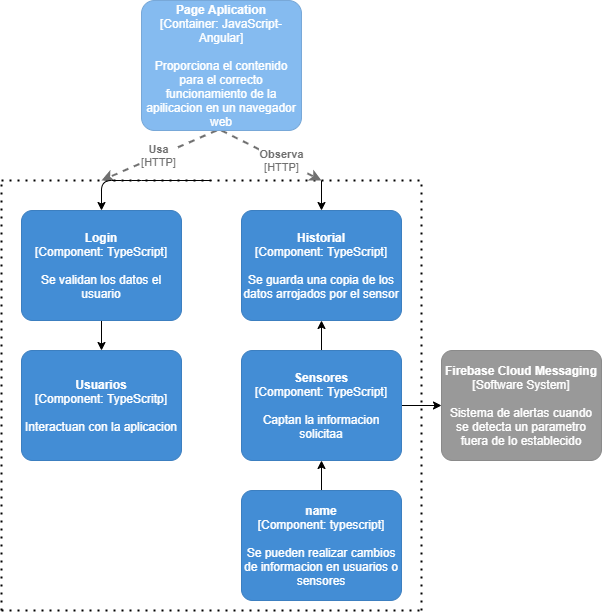 Page Aplication
[Container: JavaScript-
Angular]
Proporciona el contenido
para el correcto
funcionamiento de la
apilicacion en un navegador
web
Usa
[HTTP]
Observa
[HTTP]
Login
[Component: TypeScript]
Se validan los datos el
usuario
Historial
[Component: TypeScript]
Se guarda una copia de los
datos arrojados por el sensor
Usuarios
[Component: TypeScritp]
Interactuan con la aplicacion
Sensores
[Component: TypeScript]
Captan la informacion
solicitaa
Firebase Cloud Messaging
[Software System]
Sistema de alertas cuando
se detecta un parametro
fuera de lo establecido
name
[Component: typescript]
Se pueden realizar cambios
de informacion en usuarios o
sensores